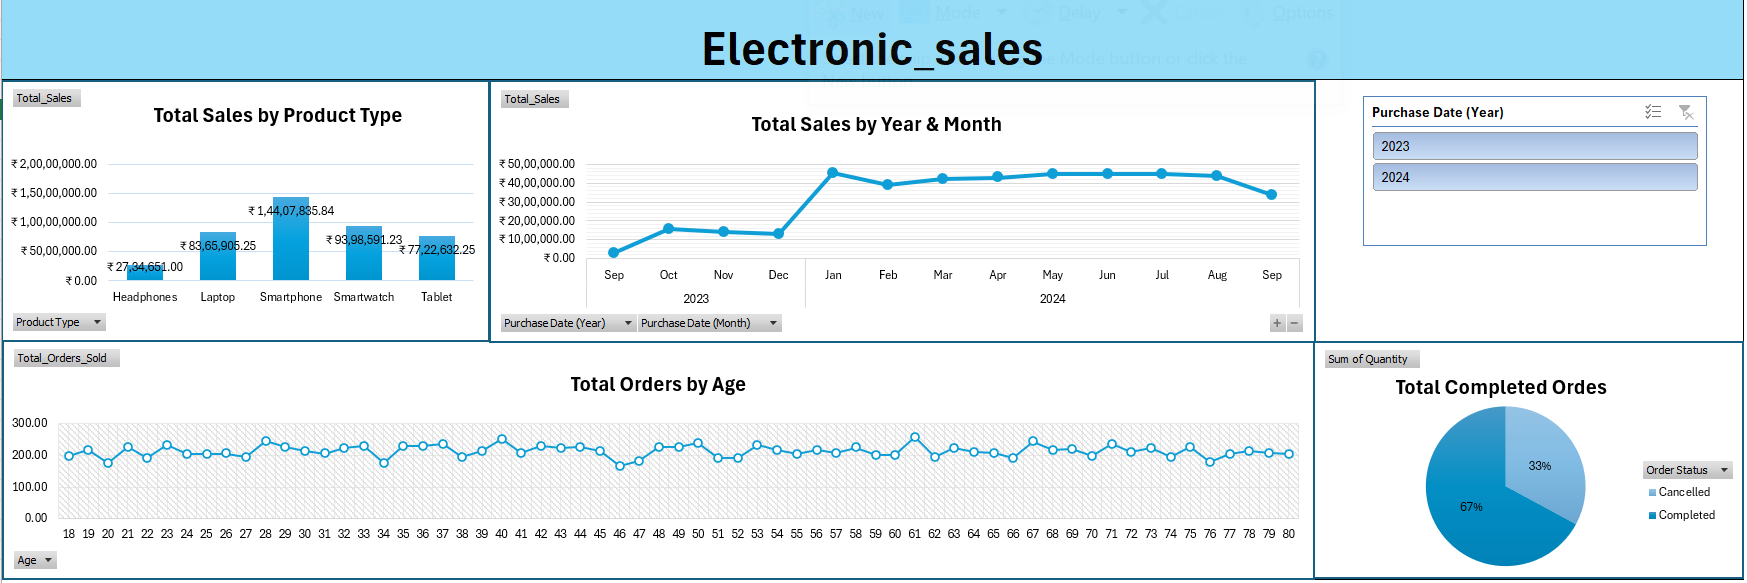 New Mode Delay Options
Electronic_sales
Mode button or click the
Total_Sales
Total Sales by Product Type
₹ 2,00,00,000.00
₹ 1,50,00,000.00
₹ 1,00,00,000.00
₹ 50,00,000.00
₹ 0.00
₹ 27,34,651.00
₹ 83,65,905.25
₹ 1,44,07,835.84
₹ 93,98,591.23
₹ 77,22,632.25
Headphones Laptop Smartphone Smartwatch Tablet
Product Type
Total_Sales
Total Sales by Year & Month
₹ 50,00,000.00
₹ 40,00,000.00
₹ 30,00,000.00
₹ 20,00,000.00
₹ 10,00,000.00
₹ 0.00
Sep Oct Nov Dec Jan Feb Mar Apr May Jun Jul Aug Sep
2023 2024
Purchase Date (Year) Purchase Date (Month)
+ −
Purchase Date (Year)
2023
2024
Total_Orders_Sold
Total Orders by Age
300.00
200.00
100.00
0.00
18 19 20 21 22 23 24 25 26 27 28 29 30 31 32 33 34 35 36 37 38 39 40 41 42 43 44 45 46 47 48 49 50 51 52 53 54 55 56 57 58 59 60 61 62 63 64 65 66 67 68 69 70 71 72 73 74 75 76 77 78 79 80
Age
Sum of Quantity
Total Completed Ordes
33%
67%
Order Status
Cancelled
Completed